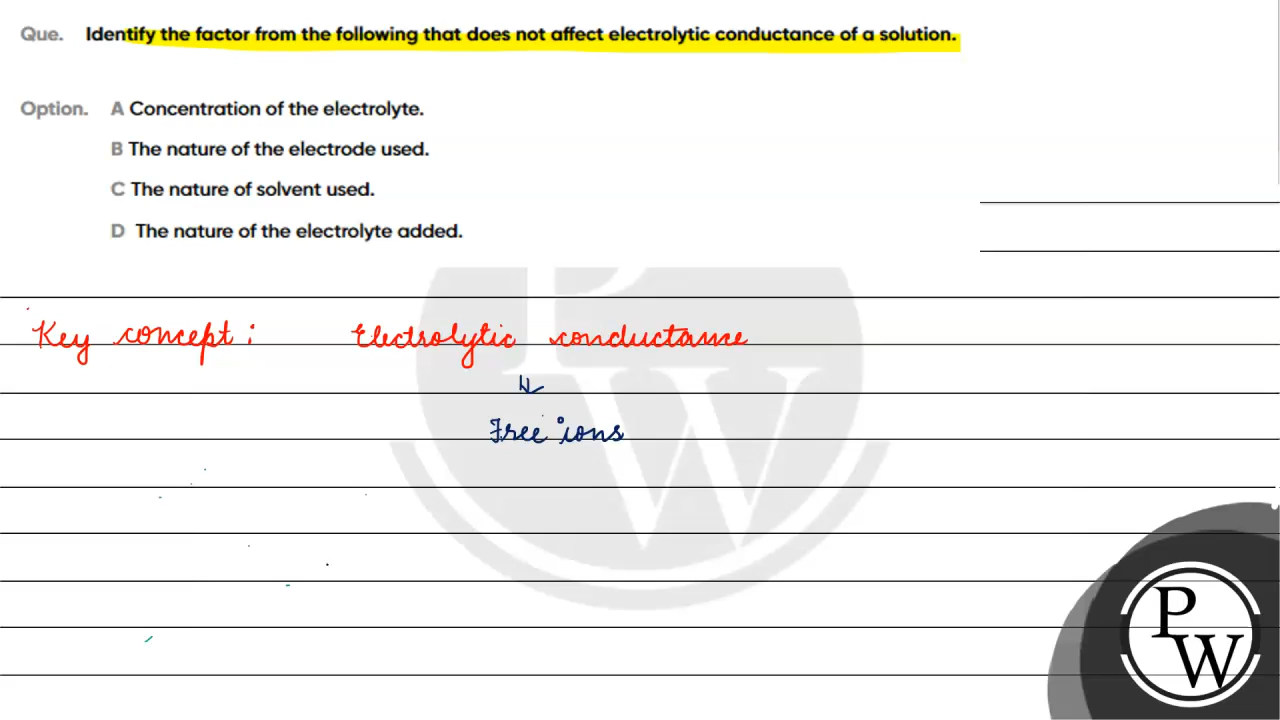 Que. Identify the factor from the following that does not affect electrolytic conductance of a solution.
Option. A Concentration of the electrolyte.
B The nature of the electrode used.
C The nature of solvent used.
D The nature of the electrolyte added.
Key concept : Electrolytic conductance
↓
Free ions
PW